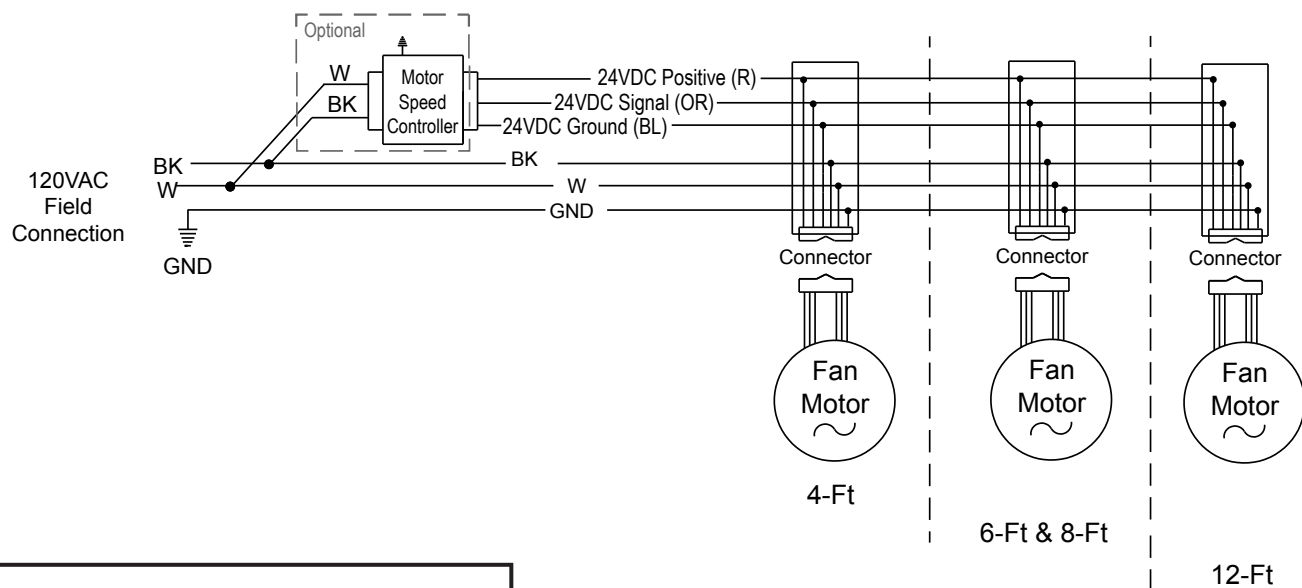 Optional
W
BK
Motor
Speed
Controller
24VDC Positive (R)
24VDC Signal (OR)
24VDC Ground (BL)
120VAC
Field
Connection
BK
W
GND
BK
W
GND
Connector
Connector
Connector
Fan
Motor
Fan
Motor
Fan
Motor
4-Ft
6-Ft & 8-Ft
12-Ft